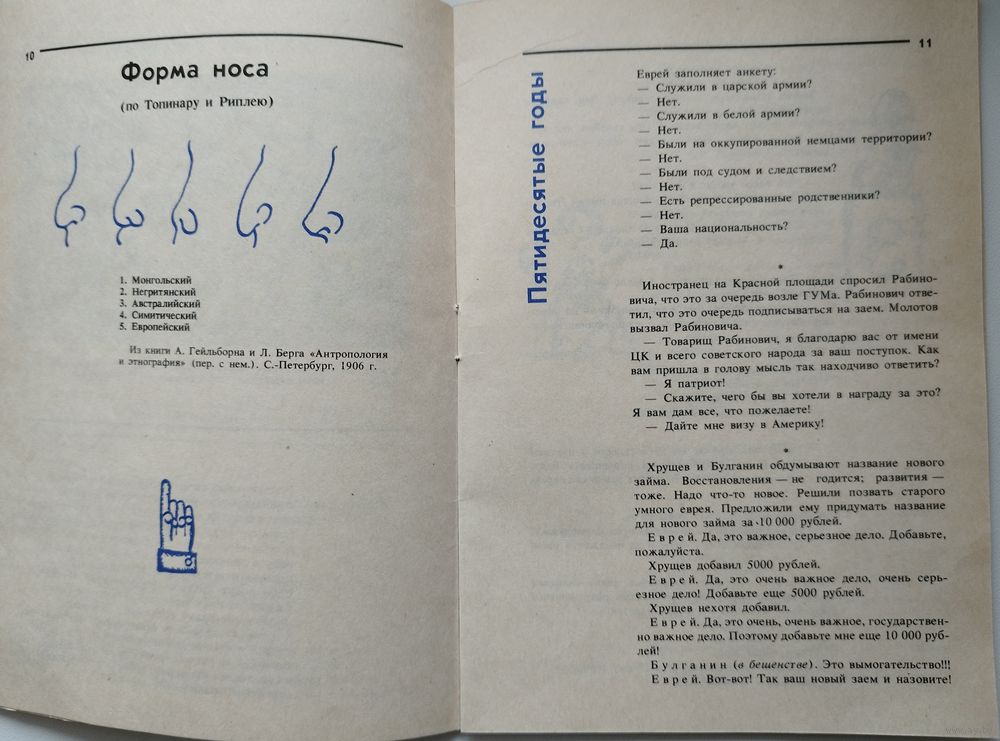 10
Форма носа
(по Топинару и Риплею)
1. Монгольский
2. Негритянский
3. Австралийский
4. Симитический
5. Европейский
Из книги А. Гейльборна и Л. Берга «Антропология
и этнография» (пер. с нем.). С.-Петербург, 1906 г.
11
Пятидесятые годы
Еврей заполняет анкету:
— Служили в царской армии?
— Нет.
— Служили в белой армии?
— Нет.
— Были на оккупированной немцами территории?
— Нет.
— Были под судом и следствием?
— Нет.
— Есть репрессированные родственники?
— Нет.
— Ваша национальность?
— Да.
*
Иностранец на Красной площади спросил Рабино-
вича, что это за очередь возле ГУМа. Рабинович отве-
тил, что это очередь подписываться на заем. Молотов
вызвал Рабиновича.
— Товарищ Рабинович, я благодарю вас от имени
ЦК и всего советского народа за ваш поступок. Как
вам пришла в голову мысль так находчиво ответить?
— Я патриот!
— Скажите, чего бы вы хотели в награду за это?
Я вам дам все, что пожелаете!
— Дайте мне визу в Америку!
*
Хрущев и Булганин обдумывают название нового
займа. Восстановления — не годится; развития —
тоже. Надо что-то новое. Решили позвать старого
умного еврея. Предложили ему придумать название
для нового займа за 10 000 рублей.
Еврей. Да, это важное, серьезное дело. Добавьте,
пожалуйста.
Хрущев добавил 5000 рублей.
Еврей. Да, это очень важное дело, очень серь-
езное дело! Добавьте еще 5000 рублей.
Хрущев нехотя добавил.
Еврей. Да, это очень, очень важное, государствен-
но важное дело. Поэтому добавьте мне еще 10 000 руб-
лей!
Булганин (в бешенстве). Это вымогательство!!!
Еврей. Вот-вот! Так ваш новый заем и назовите!